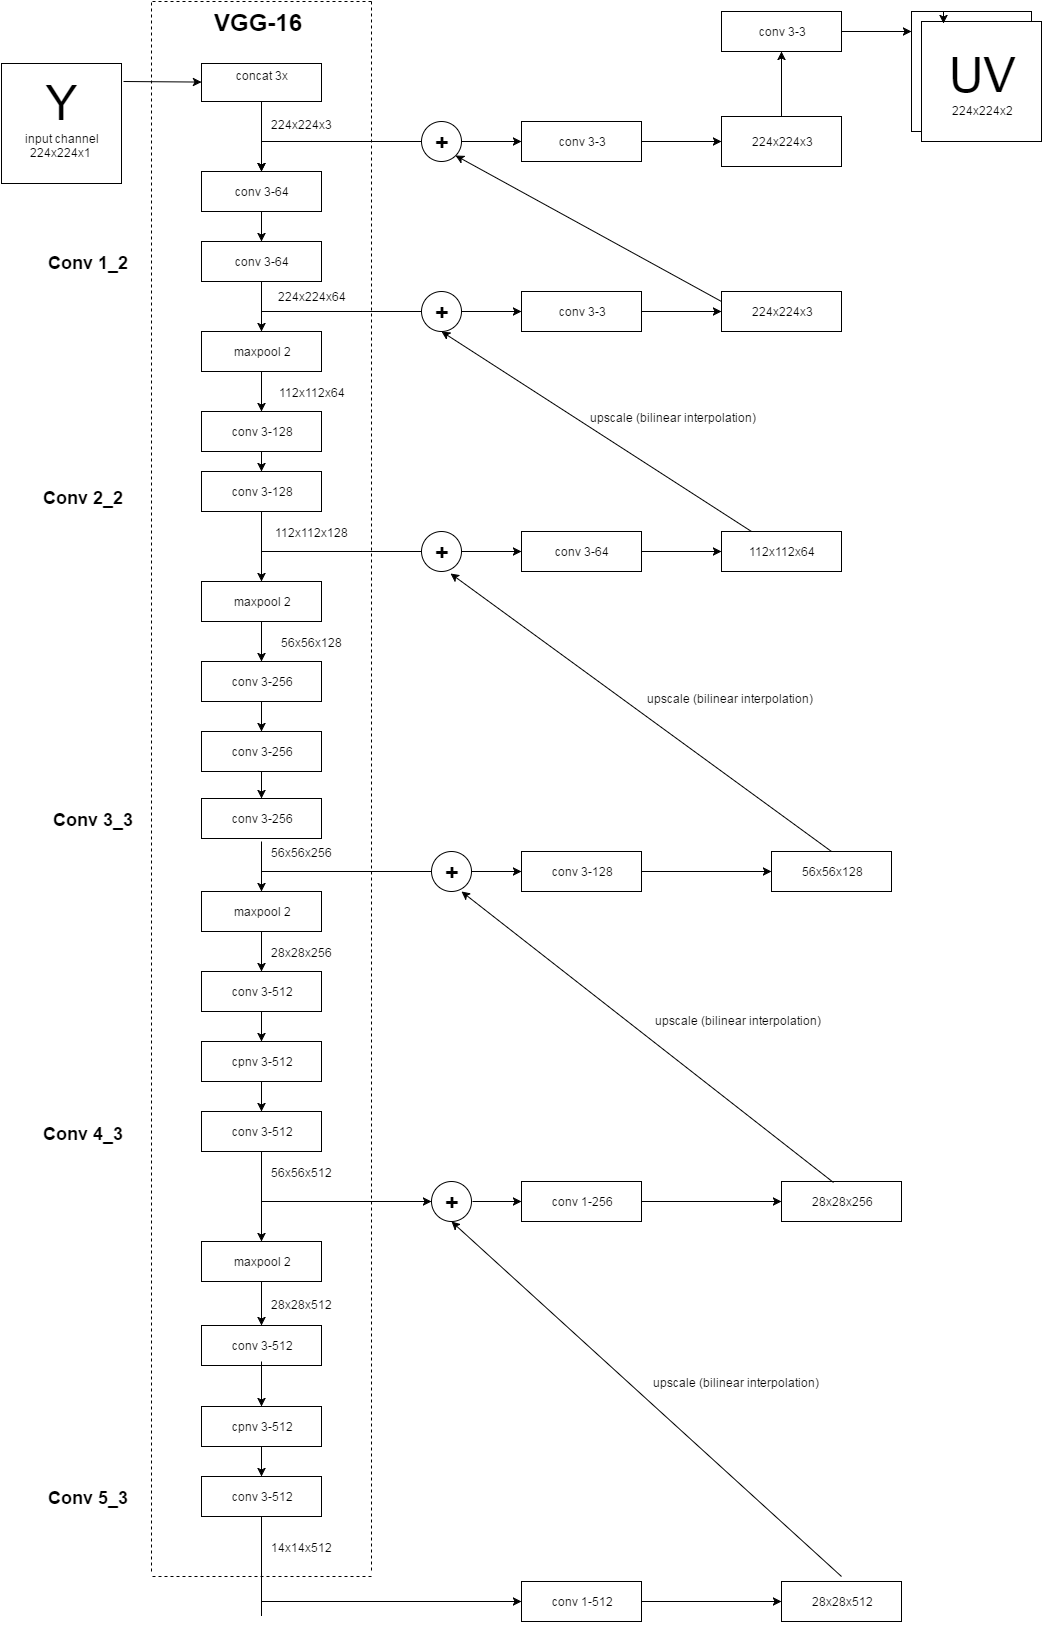 VGG-16
Y
input channel
224x224x1
concat 3x
conv 3-3
UV
224x224x2
224x224x3
+
conv 3-3
224x224x3
conv 3-64
Conv 1_2
conv 3-64
224x224x64
+
conv 3-3
224x224x3
maxpool 2
112x112x64
upscale (bilinear interpolation)
conv 3-128
Conv 2_2
conv 3-128
112x112x128
+
conv 3-64
112x112x64
maxpool 2
56x56x128
conv 3-256
upscale (bilinear interpolation)
conv 3-256
Conv 3_3
conv 3-256
56x56x256
+
conv 3-128
56x56x128
maxpool 2
28x28x256
conv 3-512
upscale (bilinear interpolation)
cpnv 3-512
Conv 4_3
conv 3-512
56x56x512
+
conv 1-256
28x28x256
maxpool 2
28x28x512
conv 3-512
upscale (bilinear interpolation)
cpnv 3-512
Conv 5_3
conv 3-512
14x14x512
conv 1-512
28x28x512